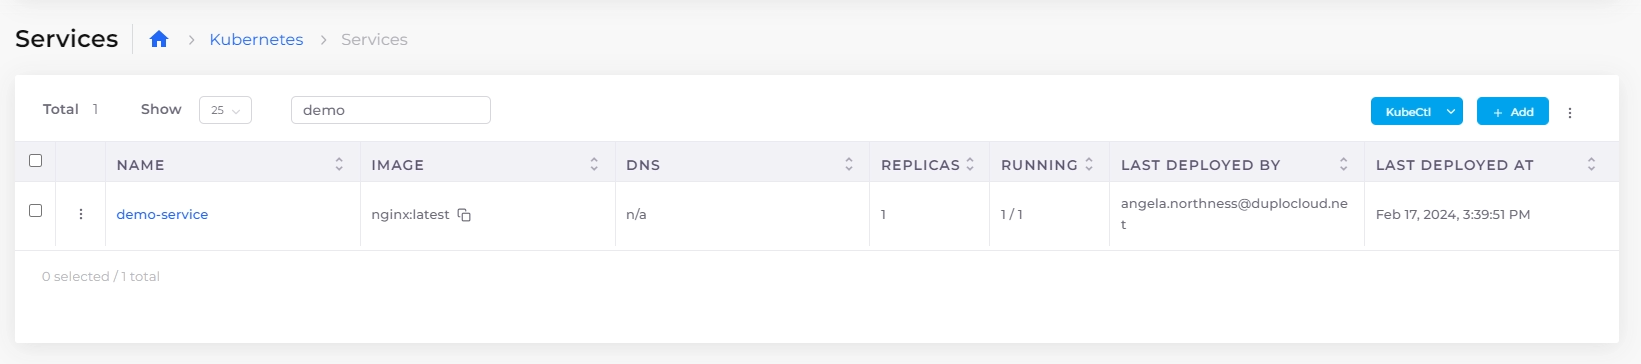 Services Kubernetes Services
Total 1 Show 25 demo KubeCtl + Add
NAME IMAGE DNS REPLICAS RUNNING LAST DEPLOYED BY LAST DEPLOYED AT
demo-service nginx:latest n/a 1 1 / 1 angela.northness@duplocloud.ne Feb 17, 2024, 3:39:51 PM
t
0 selected / 1 total